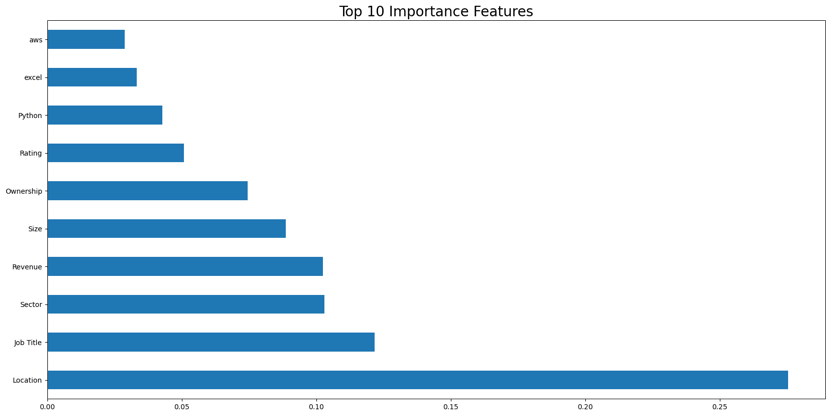 Top 10 Importance Features
aws
excel
Python
Rating
Ownership
Size
Revenue
Sector
Job Title
Location
0.00 0.05 0.10 0.15 0.20 0.25